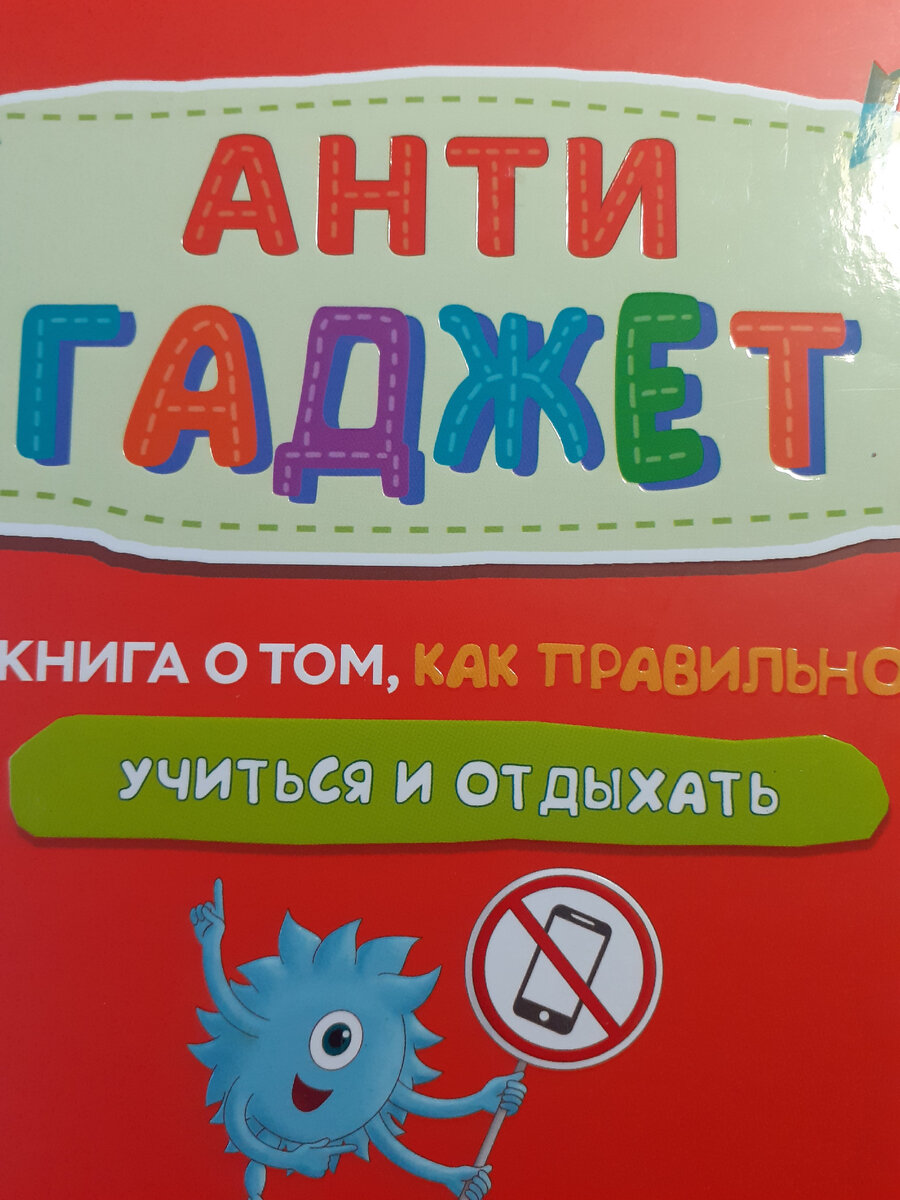 АНТИ
ГАДЖЕТ
КНИГА О ТОМ, КАК ПРАВИЛЬНО
УЧИТЬСЯ И ОТДЫХАТЬ